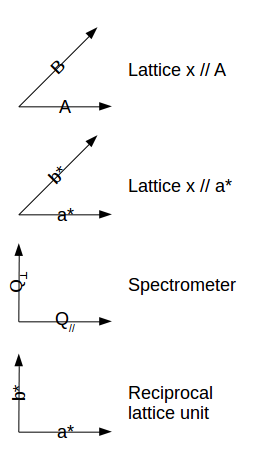 B
A
Lattice x // A
b*
a*
Lattice x // a*
Q⊥
Q//
Spectrometer
b*
a*
Reciprocal
lattice unit